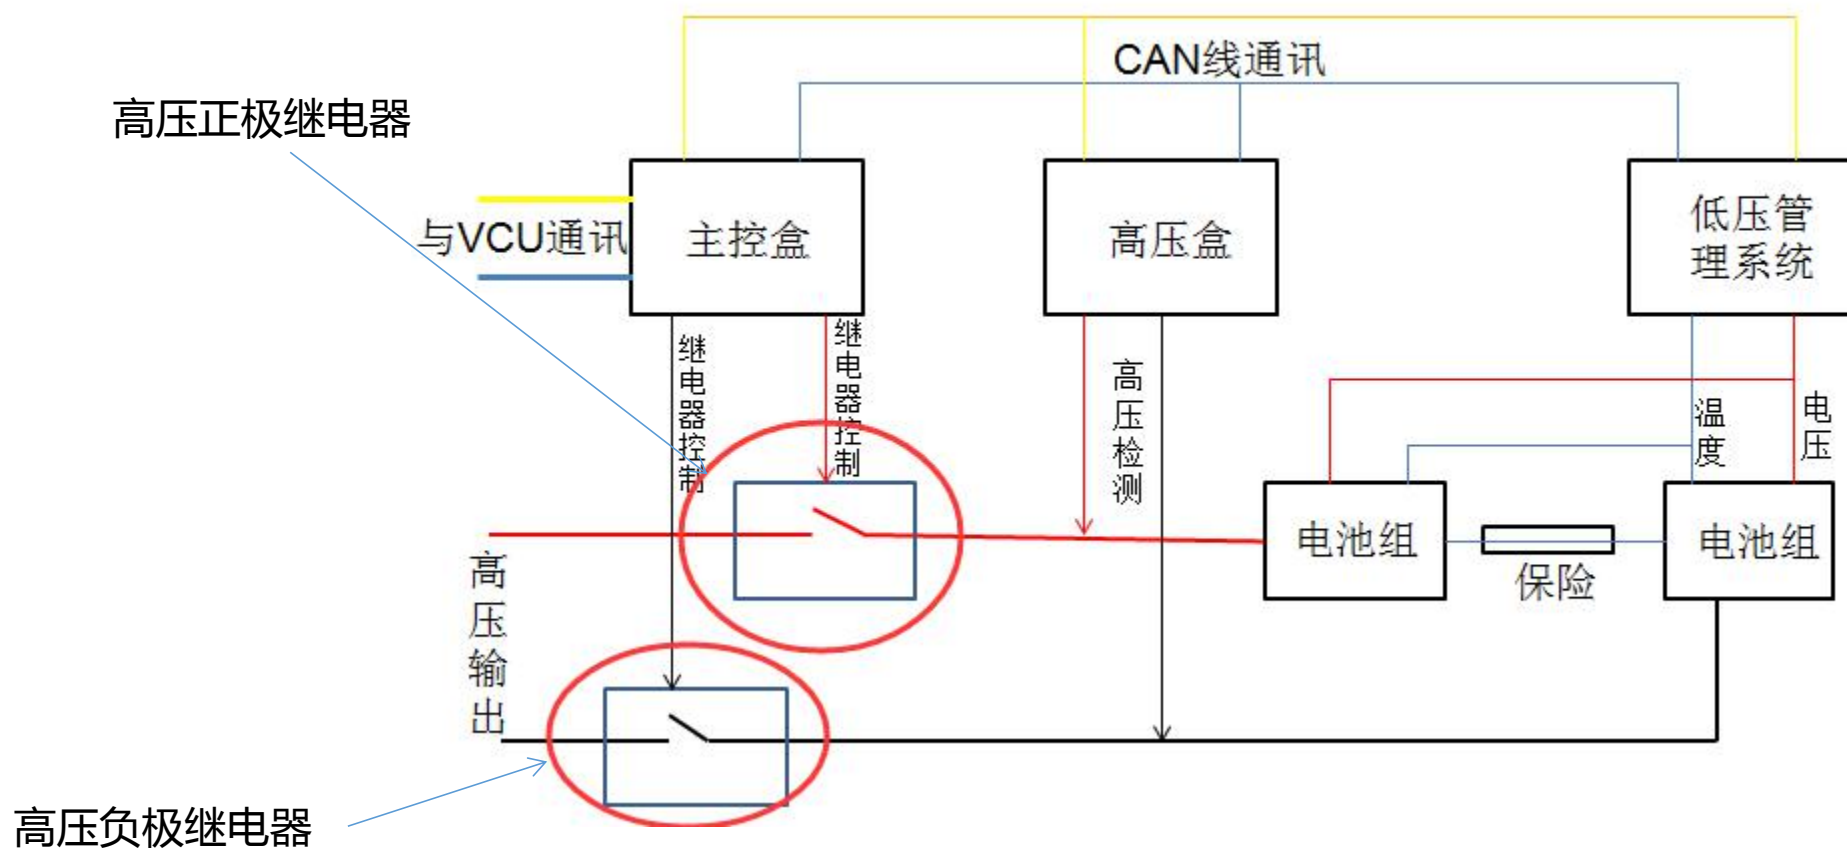 CAN线通讯
高压正极继电器
与VCU通讯
主控盒
高压盒
低压管
理系统
继电器控制
继电器控制
高压检测
温度
电压
电池组
保险
电池组
高压输出
高压负极继电器